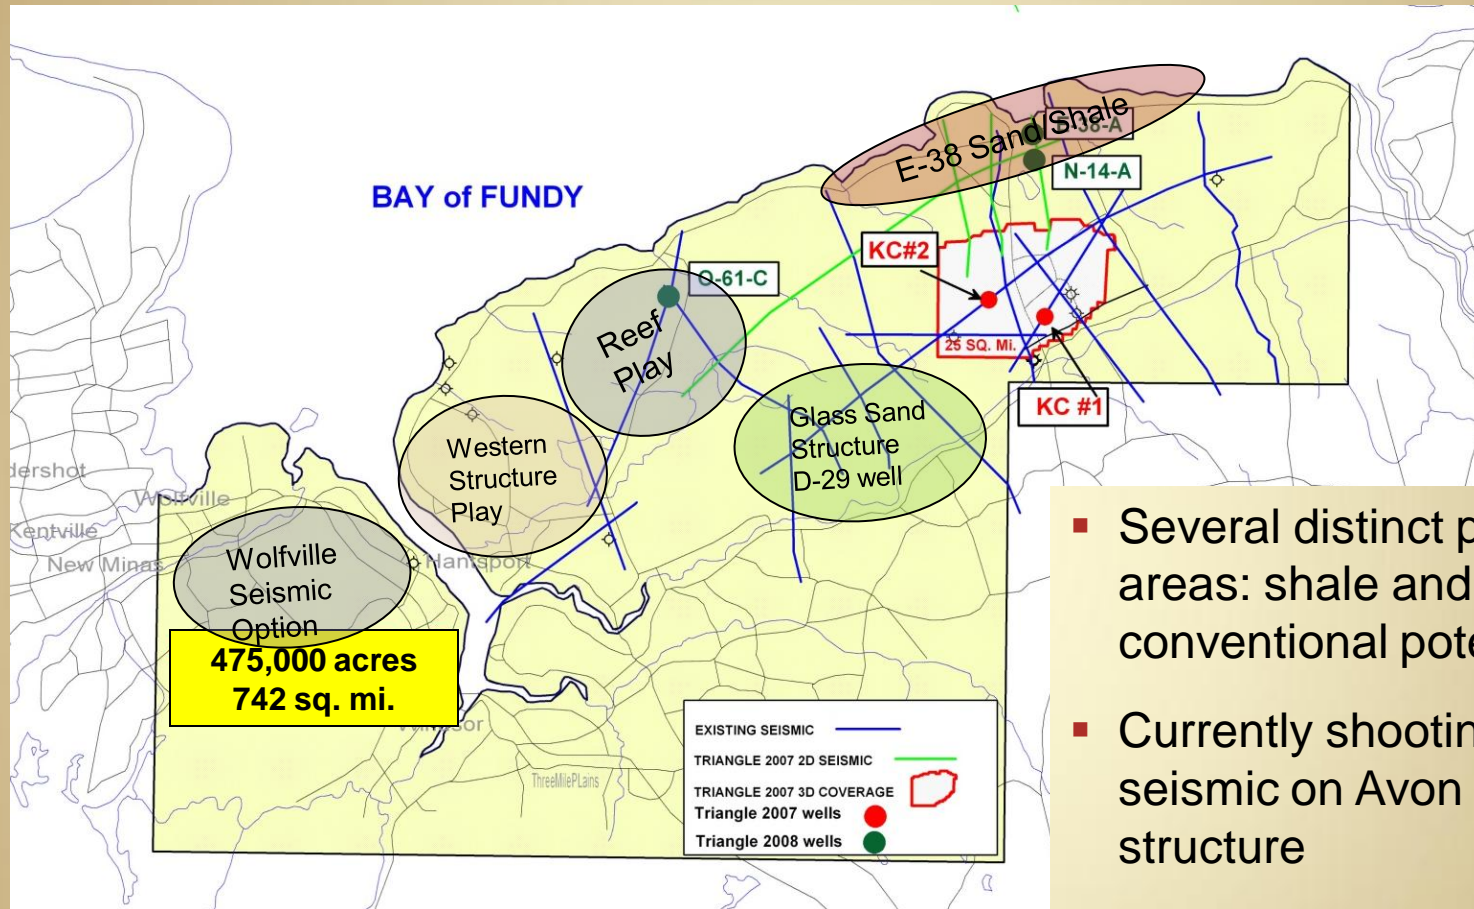 E-38 Sand/Shale
E-38-A
N-14-A
BAY of FUNDY
KC#2
O-61-C
Reef
Play
25 SQ. Mi.
KC #1
Glass Sand
Structure
D-29 well
Western
Structure
Play
dershot
Wolfville
Kentville
New Minas
Hantsport
Wolfville
Seismic
Option
475,000 acres
742 sq. mi.
Windsor
ThreeMilePlains
EXISTING SEISMIC
TRIANGLE 2007 2D SEISMIC
TRIANGLE 2007 3D COVERAGE
Triangle 2007 wells
Triangle 2008 wells
▪ Several distinct p
areas: shale and
conventional pote
▪ Currently shootin
seismic on Avon
structure